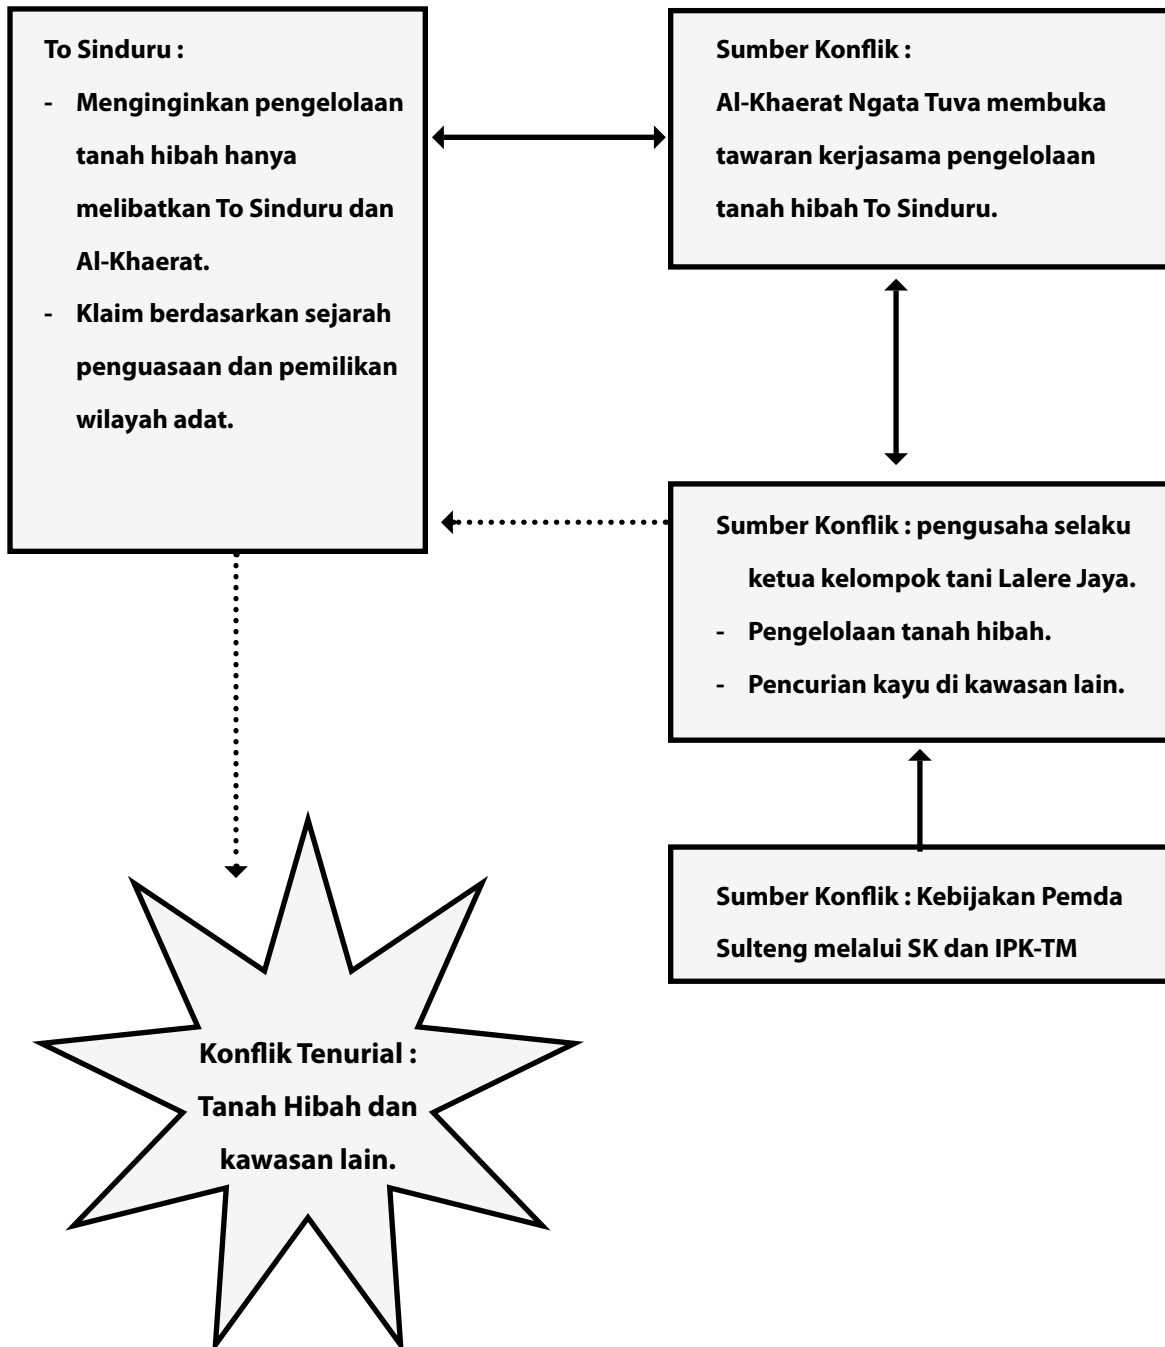 To Sinduru :
- Menginginkan pengelolaan
tanah hibah hanya
melibatkan To Sinduru dan
Al-Khaerat.
- Klaim berdasarkan sejarah
penguasaan dan pemilikan
wilayah adat.
Sumber Konflik :
Al-Khaerat Ngata Tuva membuka
tawaran kerjasama pengelolaan
tanah hibah To Sinduru.
Sumber Konflik : pengusaha selaku
ketua kelompok tani Lalere Jaya.
- Pengelolaan tanah hibah.
- Pencurian kayu di kawasan lain.
Sumber Konflik : Kebijakan Pemda
Sulteng melalui SK dan IPK-TM
Konflik Tenurial :
Tanah Hibah dan
kawasan lain.